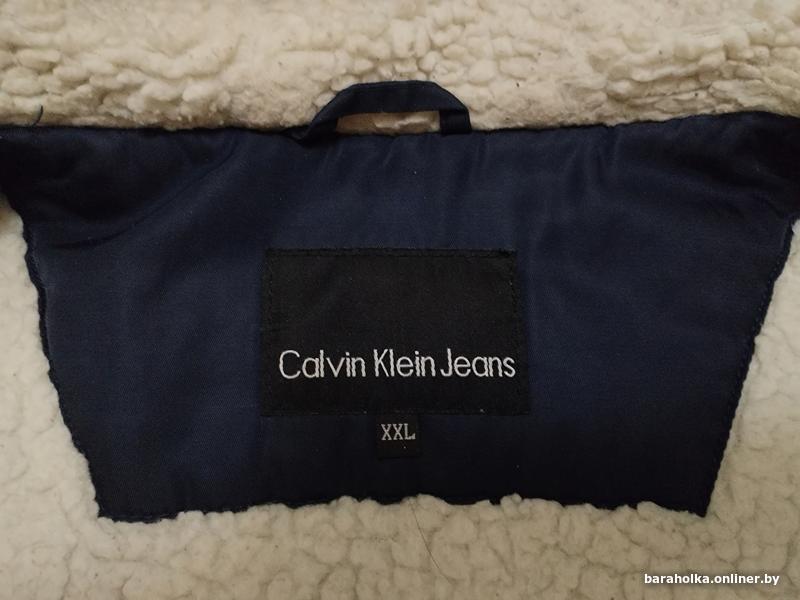 Calvin Klein Jeans
XXL
baraholka.onliner.by